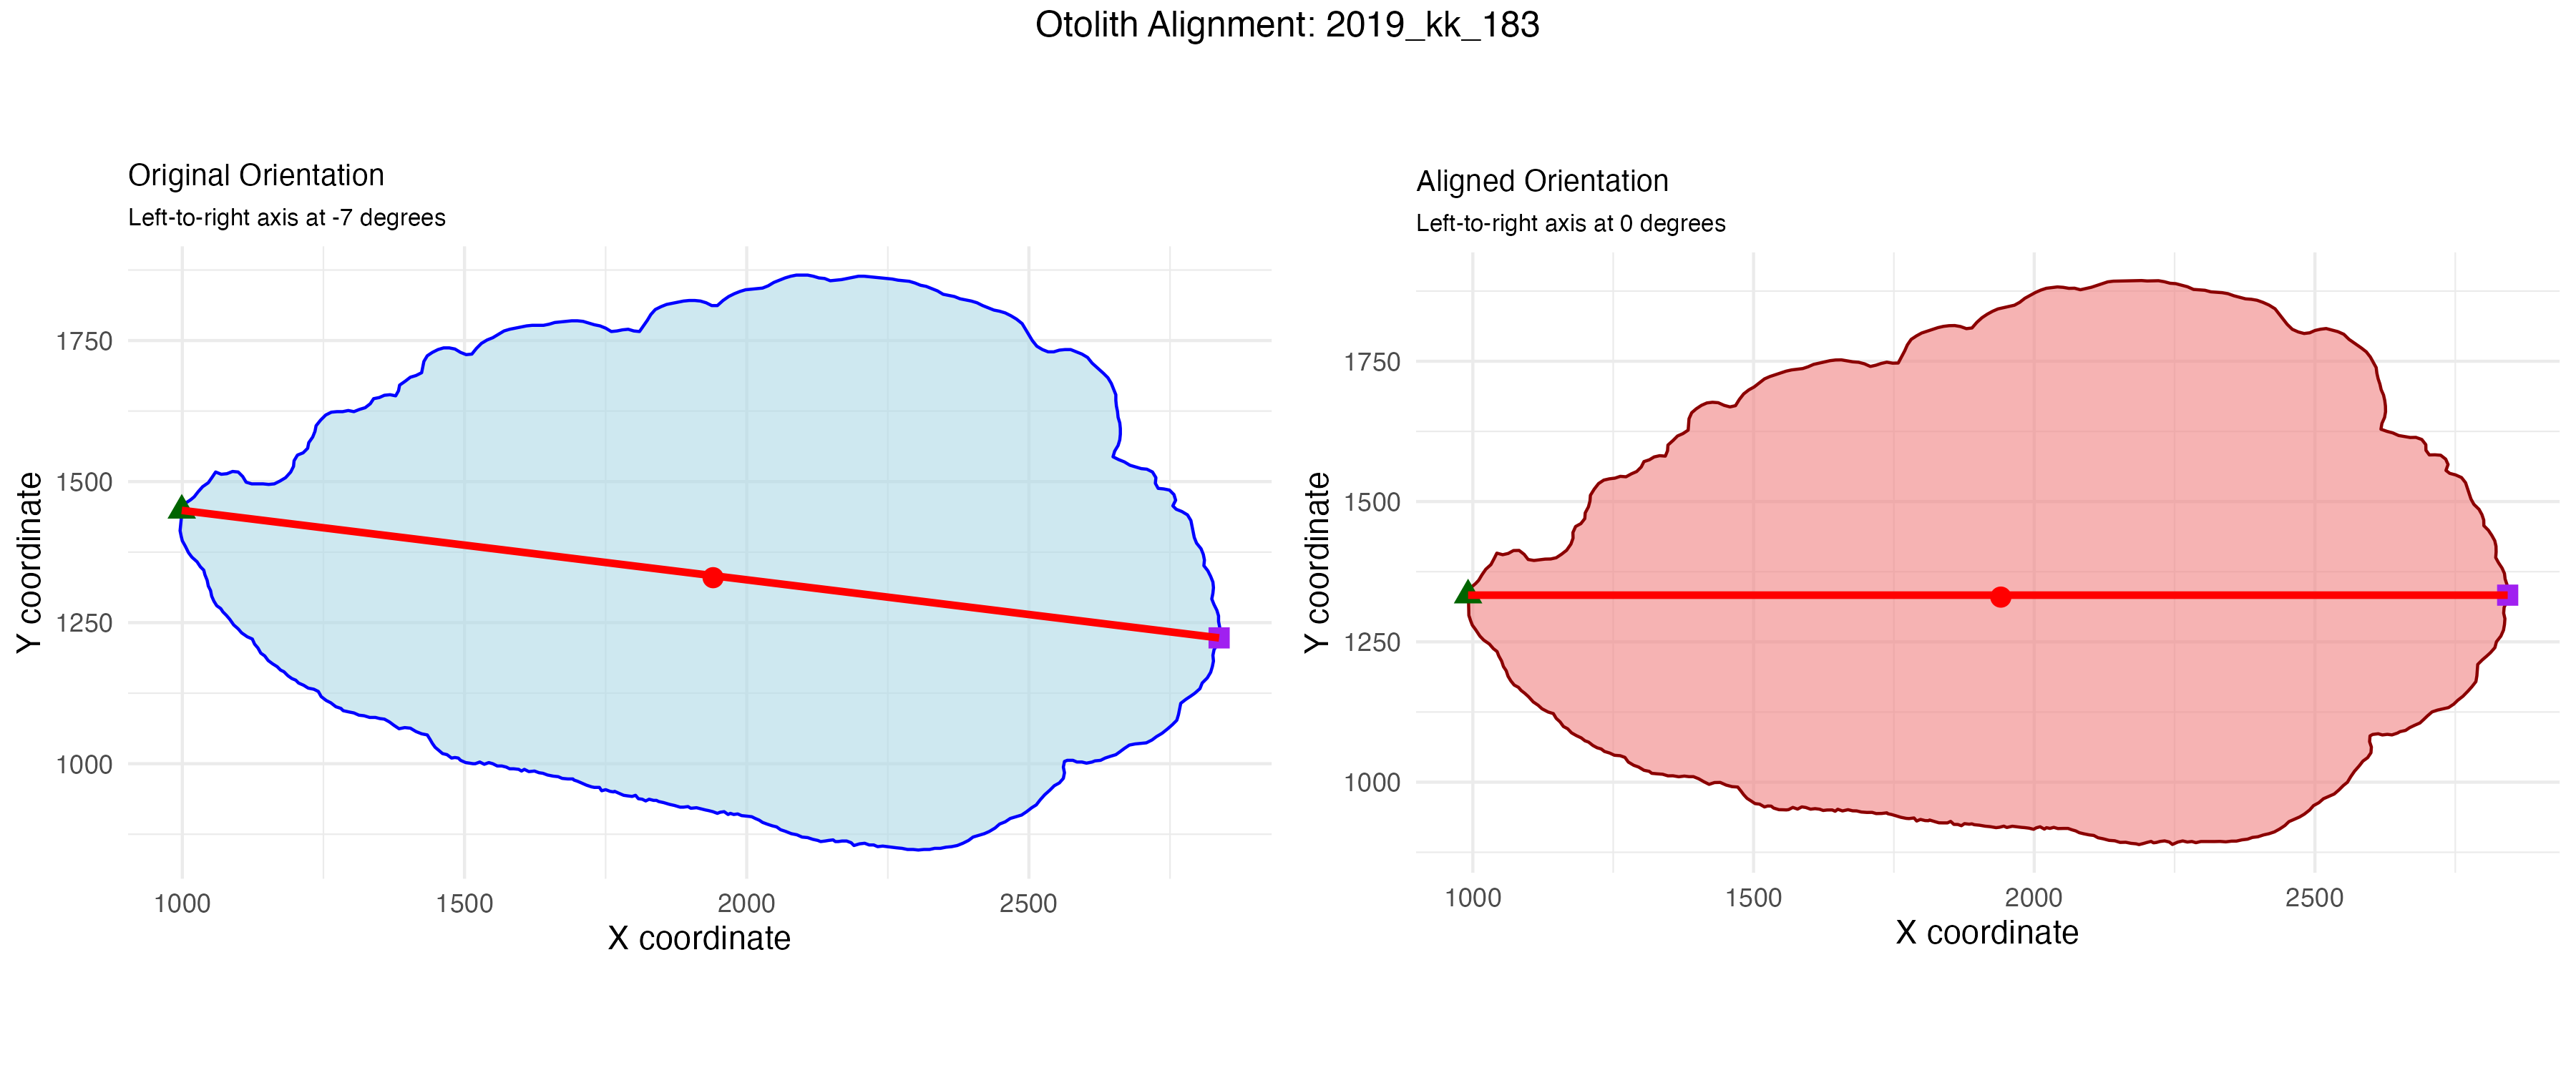 Otolith Alignment: 2019_kk_183
Original Orientation
Left-to-right axis at -7 degrees
Y coordinate
1750
1500
1250
1000
1000 1500 2000 2500
X coordinate
Aligned Orientation
Left-to-right axis at 0 degrees
Y coordinate
1750
1500
1250
1000
1000 1500 2000 2500
X coordinate